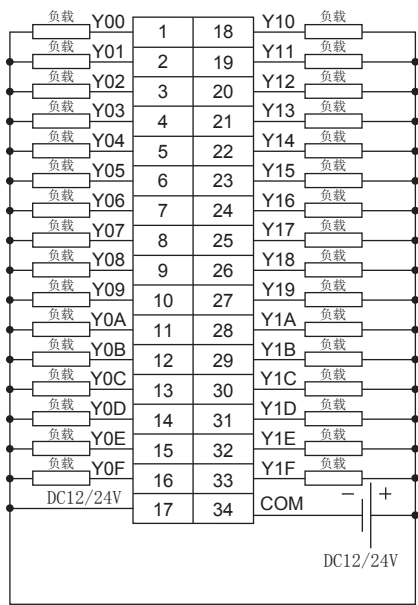 负载 Y00 1 18 Y10 负载
负载 Y01 2 19 Y11 负载
负载 Y02 3 20 Y12 负载
负载 Y03 4 21 Y13 负载
负载 Y04 5 22 Y14 负载
负载 Y05 6 23 Y15 负载
负载 Y06 7 24 Y16 负载
负载 Y07 8 25 Y17 负载
负载 Y08 9 26 Y18 负载
负载 Y09 10 27 Y19 负载
负载 Y0A 11 28 Y1A 负载
负载 Y0B 12 29 Y1B 负载
负载 Y0C 13 30 Y1C 负载
负载 Y0D 14 31 Y1D 负载
负载 Y0E 15 32 Y1E 负载
负载 Y0F 16 33 Y1F 负载
DC12/24V 17 34 COM − +
DC12/24V